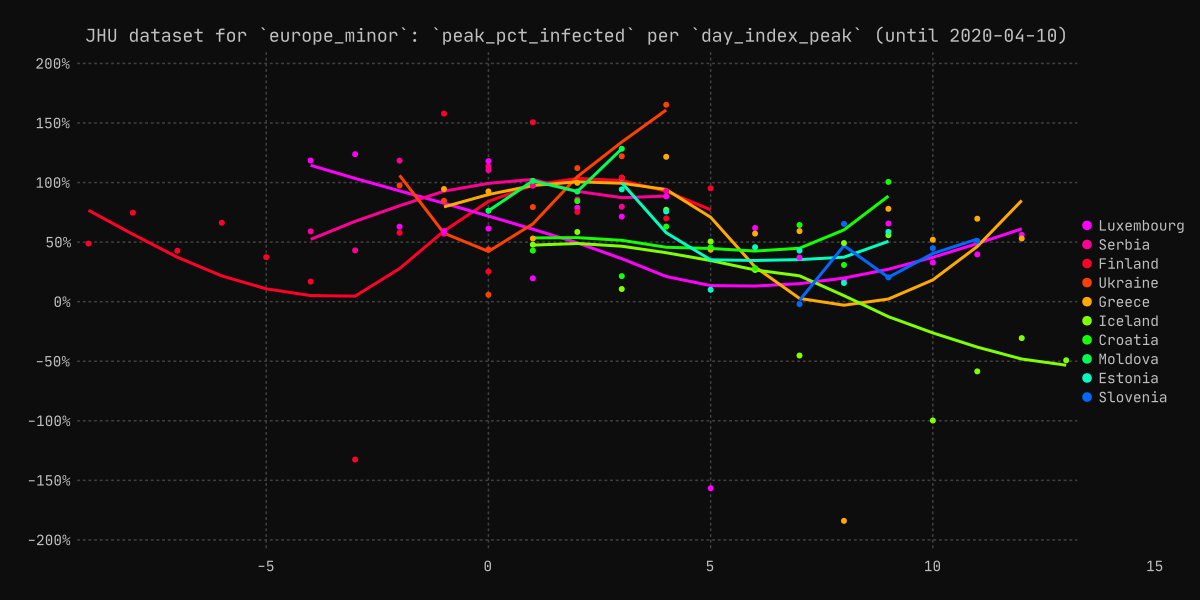 JHU dataset for `europe_minor`: `peak_pct_infected` per `day_index_peak` (until 2020-04-10)
200%
150%
100%
50%
0%
-50%
-100%
-150%
-200%
-5
0
5
10
15
Luxembourg
Serbia
Finland
Ukraine
Greece
Iceland
Croatia
Moldova
Estonia
Slovenia